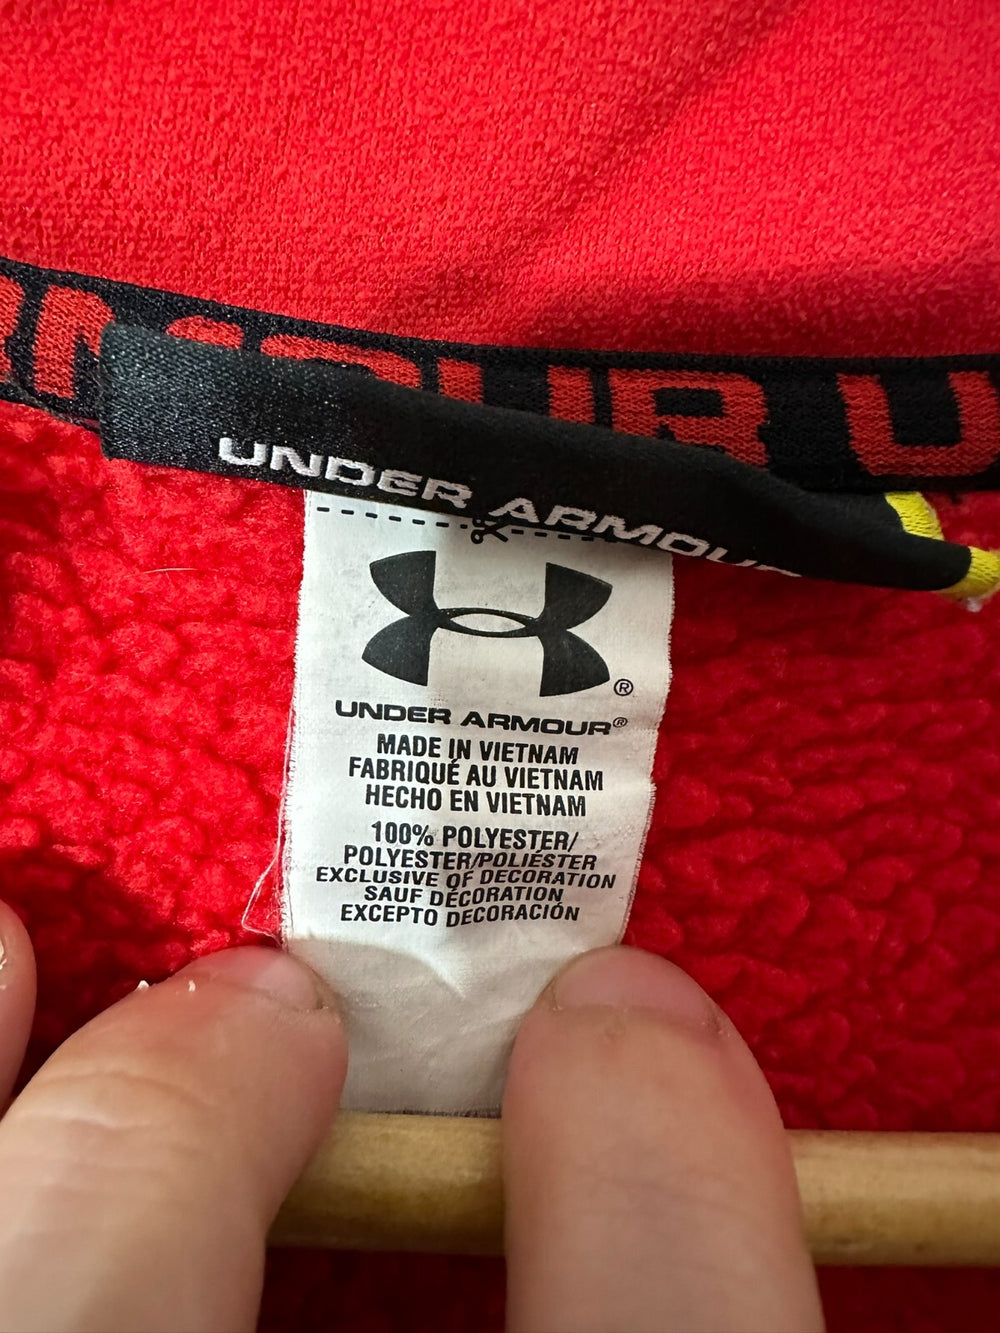 RMOUR U
UNDER ARMOUR
®
UNDER ARMOUR®
MADE IN VIETNAM
FABRIQUÉ AU VIETNAM
HECHO EN VIETNAM
100% POLYESTER/
POLYESTER/POLIÉSTER
EXCLUSIVE OF DECORATION
SAUF DÉCORATION
EXCEPTO DECORACIÓN